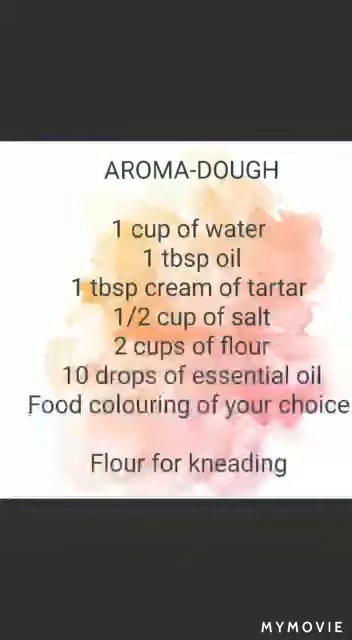 AROMA-DOUGH
1 cup of water
1 tbsp oil
1 tbsp cream of tartar
1/2 cup of salt
2 cups of flour
10 drops of essential oil
Food colouring of your choice
Flour for kneading
MYMOVIE